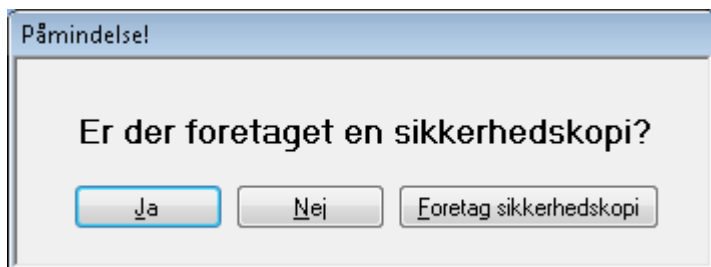 Påmindelse!
Er der foretaget en sikkerhedskopi?
Ja Nej Foretag sikkerhedskopi